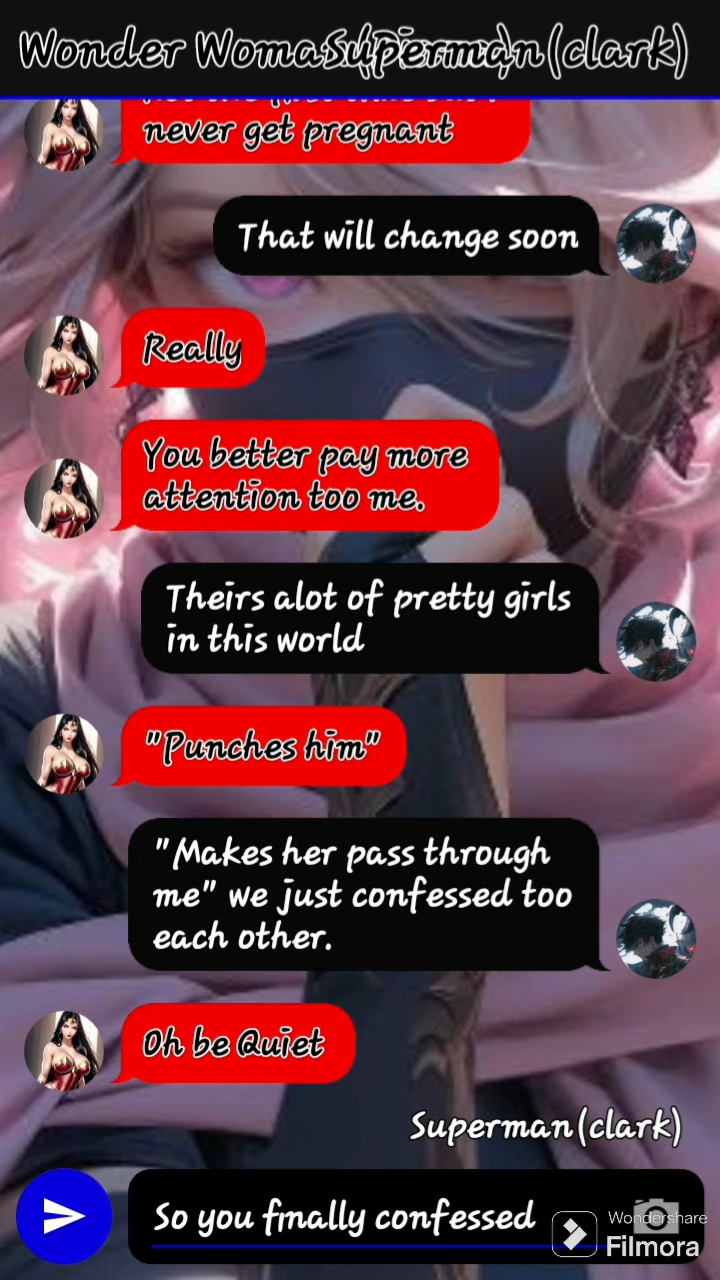 Wonder Woma
Superman(clark)
never get pregnant
That will change soon
Really
You better pay more
attention too me.
Theirs alot of pretty girls
in this world
"Punches him"
"Makes her pass through
me" we just confessed too
each other.
Oh be Quiet
Superman(clark)
So you finally confessed
Wondershare
Filmora